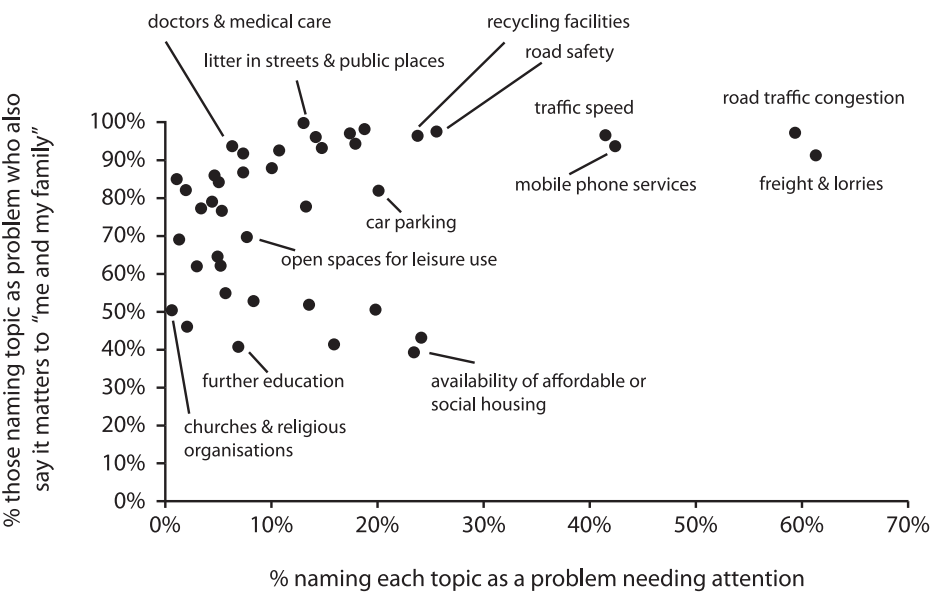 doctors & medical care
recycling facilities
litter in streets & public places
road safety
traffic speed
road traffic congestion
mobile phone services
freight & lorries
car parking
open spaces for leisure use
further education
availability of affordable or
social housing
churches & religious
organisations
% those naming topic as problem who also
say it matters to “me and my family”
100%
90%
80%
70%
60%
50%
40%
30%
20%
10%
0%
0%
10%
20%
30%
40%
50%
60%
70%
% naming each topic as a problem needing attention